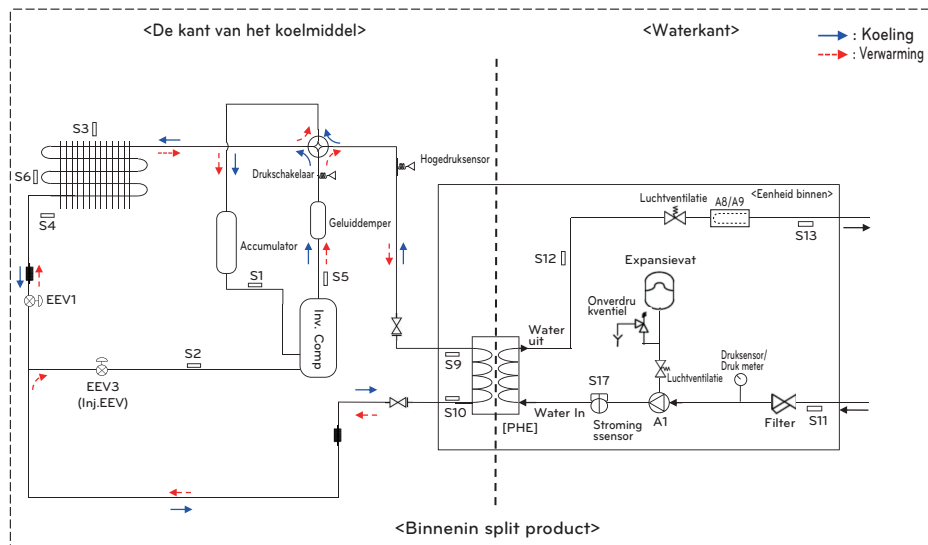 <De kant van het koelmiddel>
<Waterkant>
: Koeling
: Verwarming
S3
S6
S4
Drukschakelaar
Hogedruksensor
Geluiddemper
Accumulator
S1
S5
EEV1
Inv. Comp
S2
EEV3
(Inj.EEV)
S9
S10
[PHE]
Luchtventilatie
A8/A9
<Eenheid binnen>
S13
S12
Expansievat
Onverdru
kventiel
Water
uit
Luchtventilatie
Druksensor/
Druk meter
S17
Water In
Stroming
ssensor
A1
Filter
S11
<Binnenin split product>